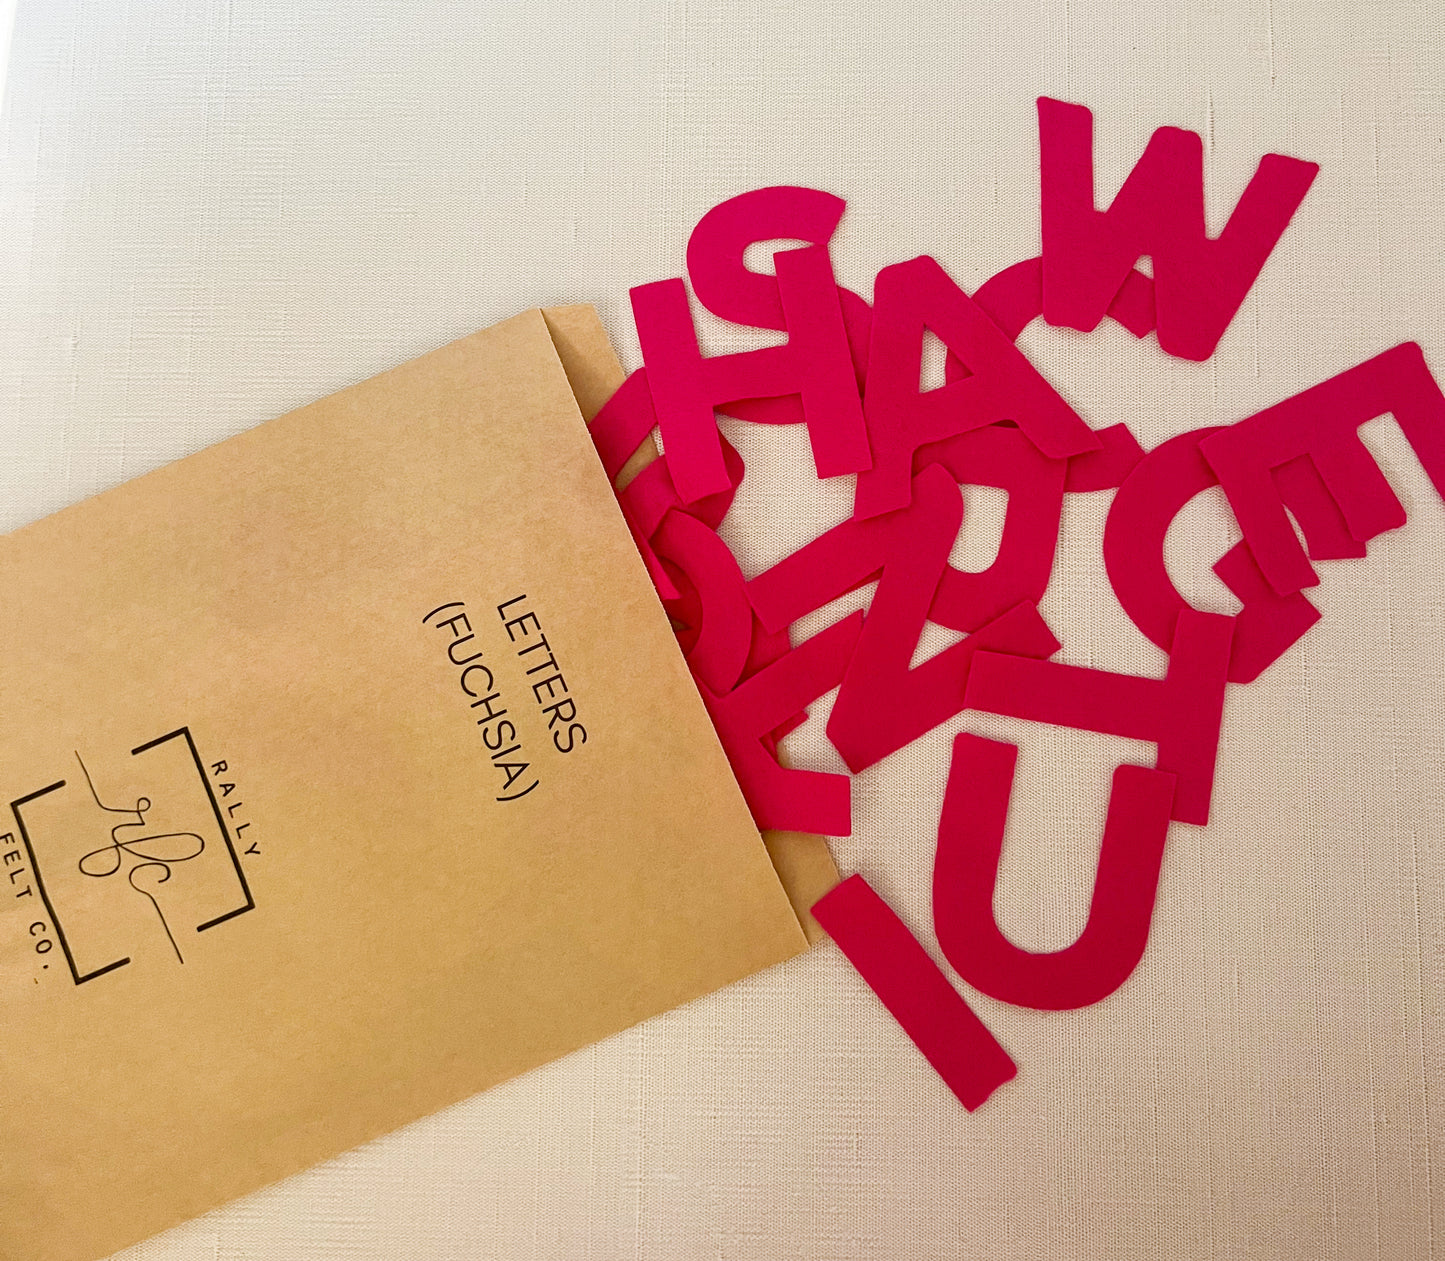 LETTERS
(FUCHSIA)
RALLY
rfc
FELT CO.
W
S
H
A
C
E
G
T
U
I